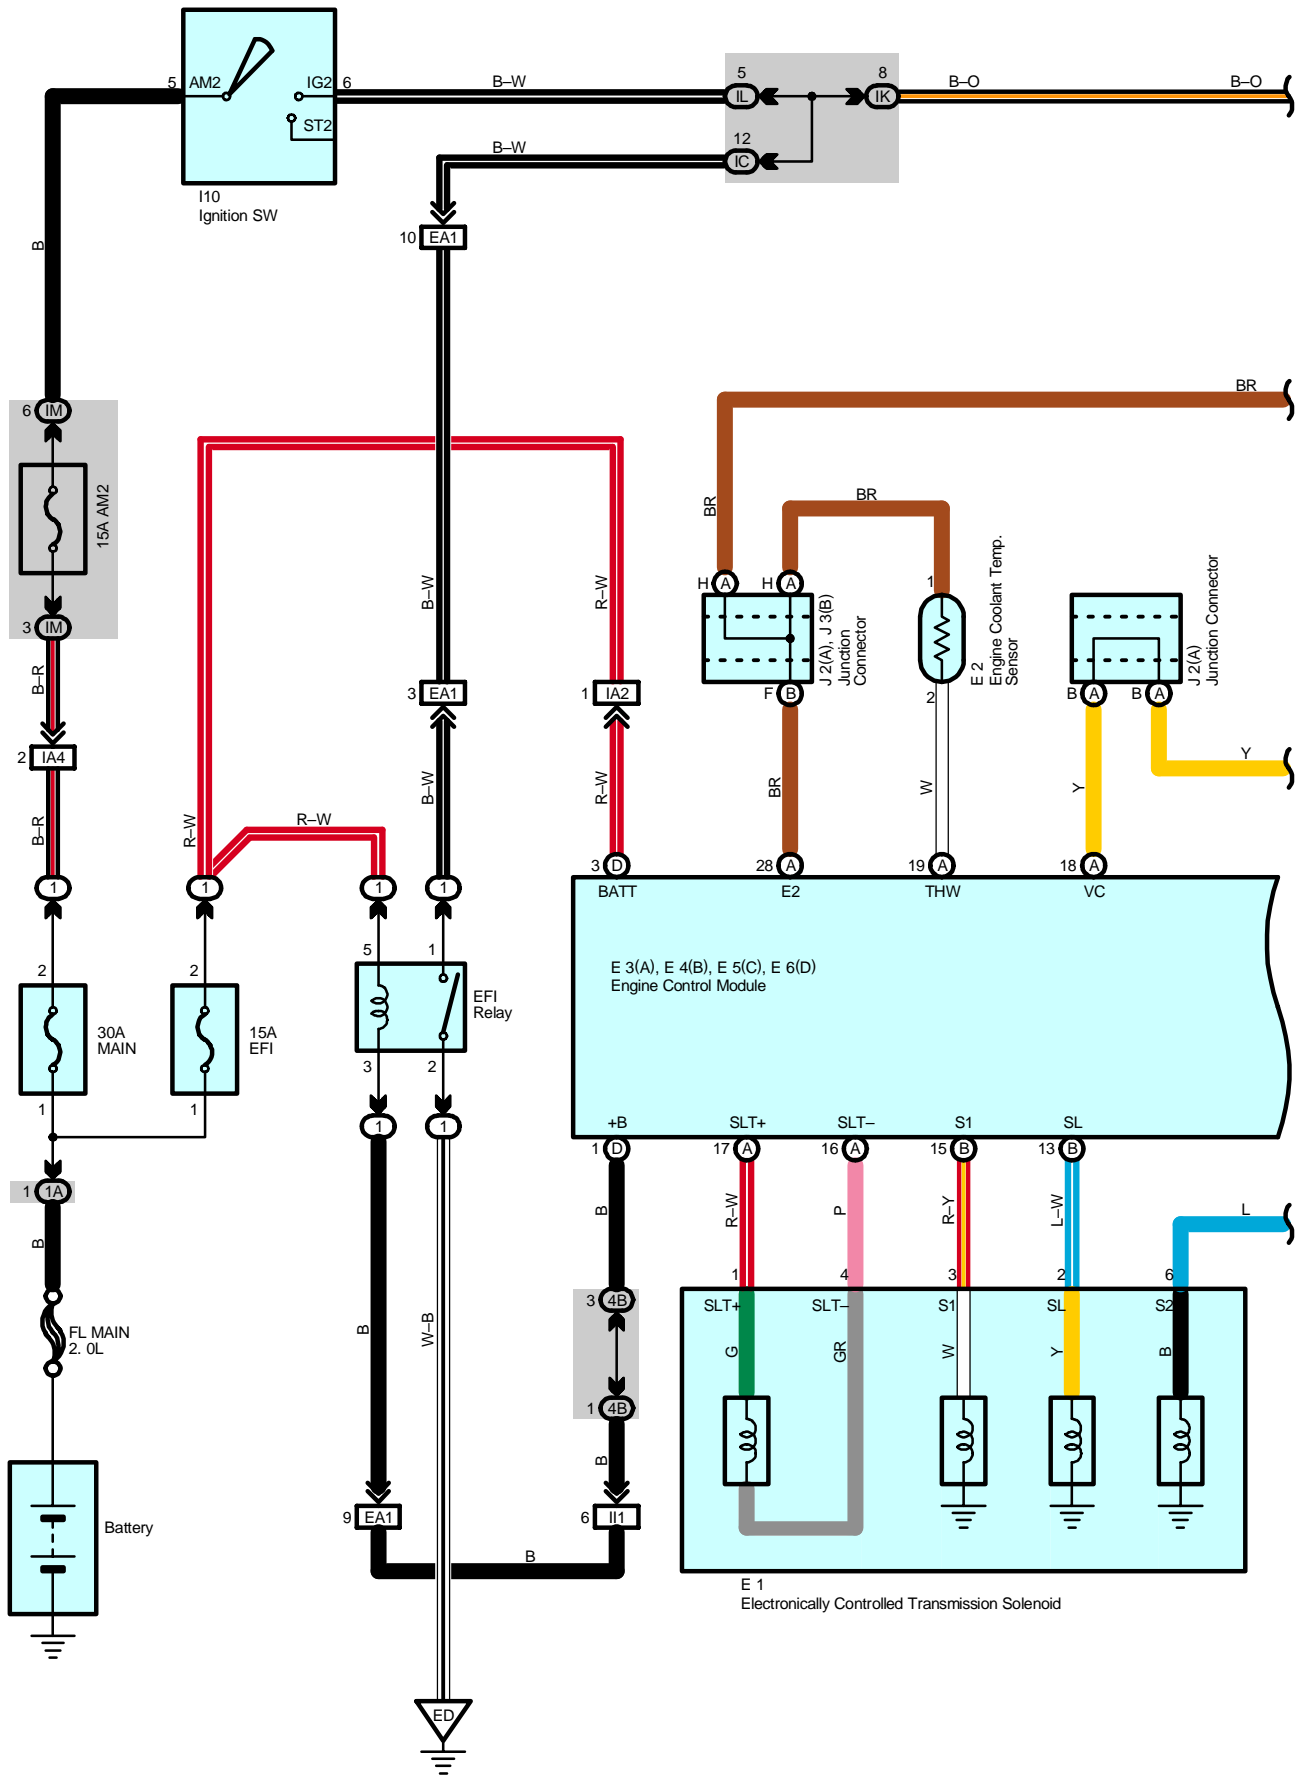 5 AM2
IG2 6
ST2
I10
Ignition SW
B–W
5
IL
8
IK
B–O
B–O
B–W
12
IC
10 EA1
B
6 IM
15A AM2
3 IM
B–R
2 IA4
B–R
1
R–W
R–W
1
1
1
B–W
3 EA1
B–W
R–W
1 IA2
R–W
BR
BR
BR
H A
H A
J 2(A), J 3(B)
Junction
Connector
F B
BR
1
E 2
Engine Coolant Temp.
Sensor
2
W
J 2(A)
Junction Connector
B A
B A
Y
Y
3 D
28 A
19 A
18 A
BATT
E2
THW
VC
E 3(A), E 4(B), E 5(C), E 6(D)
Engine Control Module
2
30A
MAIN
1
2
15A
EFI
1
5
1
EFI
Relay
3
2
1
1
+B
SLT+
SLT–
S1
SL
1 D
17 A
16 A
15 B
13 B
1 1A
B
FL MAIN
2. 0L
Battery
B
W–B
B
3 4B
1 4B
B
9 EA1
6 II1
B
ED
R–W
P
R–Y
L–W
L
1
4
3
2
6
SLT+
SLT–
S1
SL
S2
G
GR
W
Y
B
E 1
Electronically Controlled Transmission Solenoid